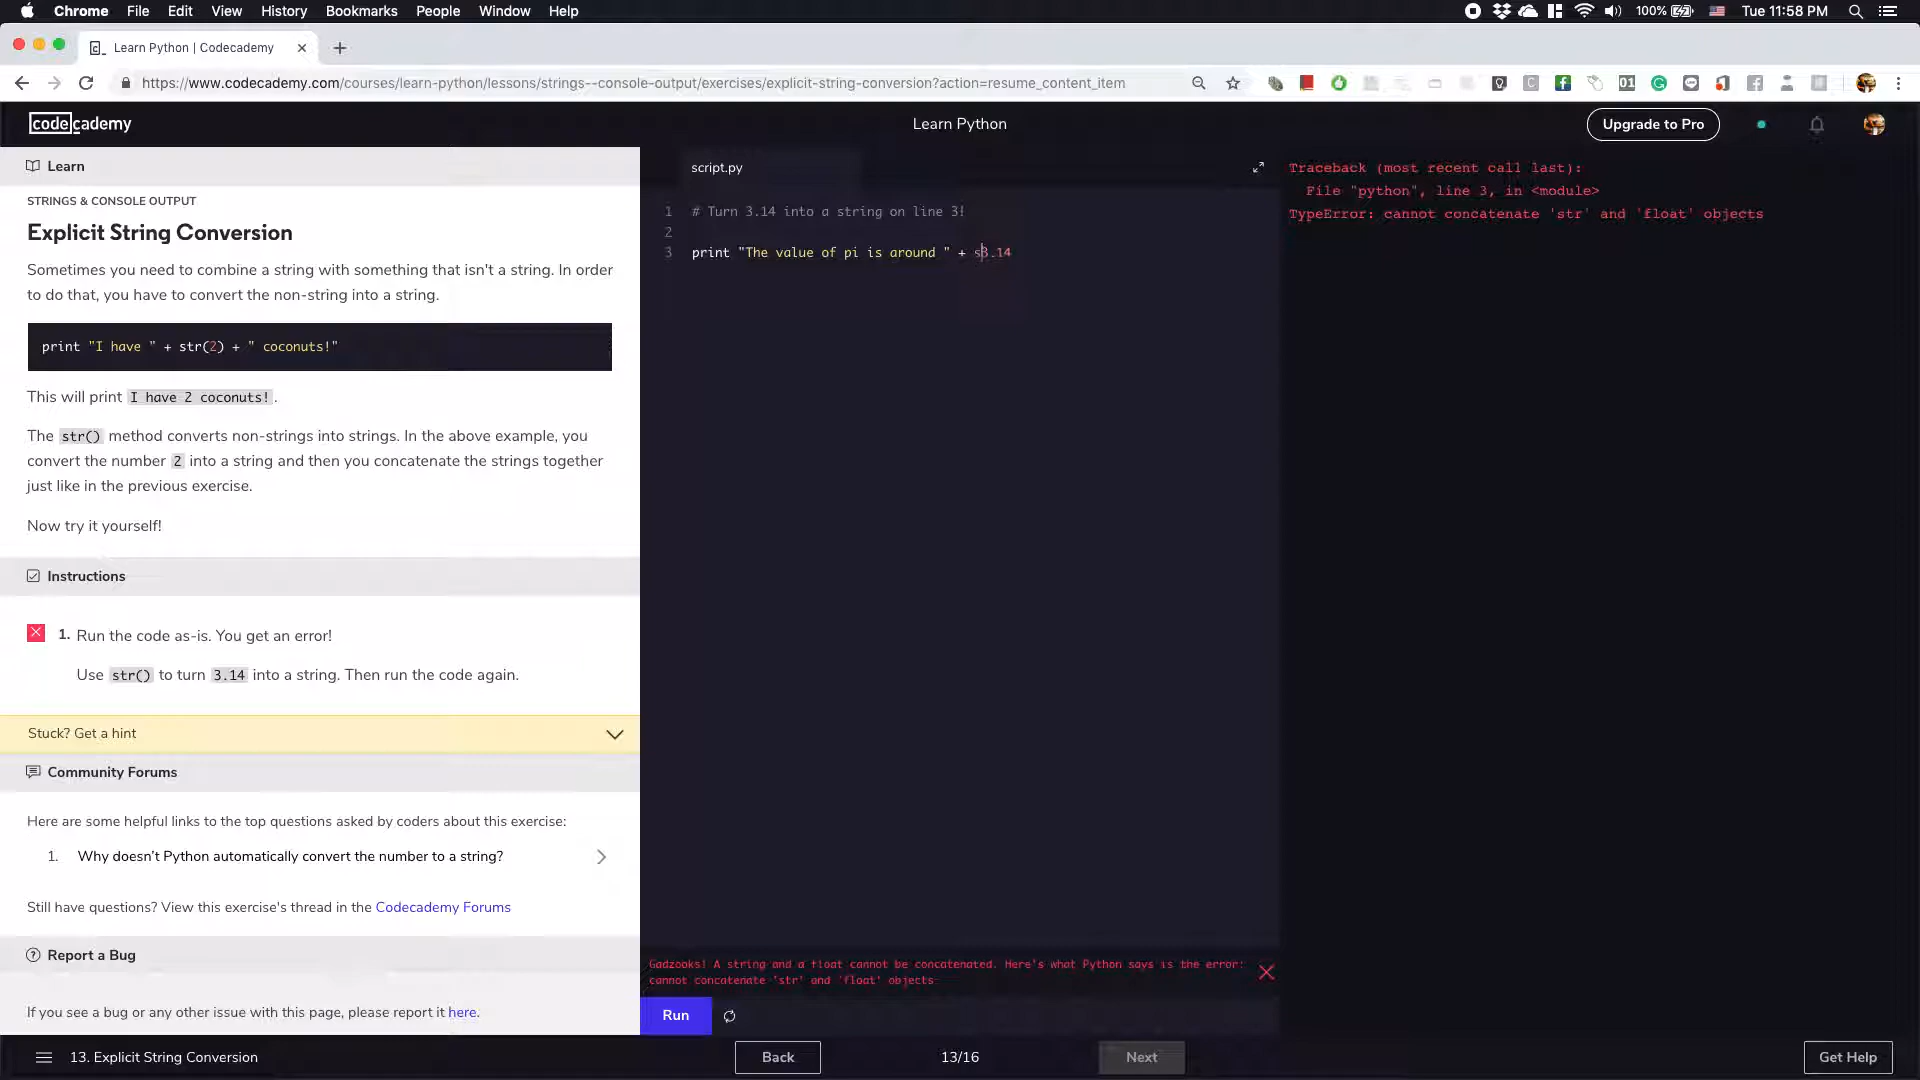 Chrome File Edit View History Bookmarks People Window Help 100% Tue 11:58 PM
Learn Python | Codecademy
https://www.codecademy.com/courses/learn-python/lessons/strings--console-output/exercises/explicit-string-conversion?action=resume_content_item
codecademy
Learn Python
Upgrade to Pro
Learn
STRINGS & CONSOLE OUTPUT
Explicit String Conversion
Sometimes you need to combine a string with something that isn't a string. In order
to do that, you have to convert the non-string into a string.
print "I have " + str(2) + " coconuts!"
This will print I have 2 coconuts!.
The str() method converts non-strings into strings. In the above example, you
convert the number 2 into a string and then you concatenate the strings together
just like in the previous exercise.
Now try it yourself!
Instructions
1. Run the code as-is. You get an error!
Use str() to turn 3.14 into a string. Then run the code again.
Stuck? Get a hint
Community Forums
Here are some helpful links to the top questions asked by coders about this exercise:
1. Why doesn't Python automatically convert the number to a string?
Still have questions? View this exercise's thread in the Codecademy Forums
Report a Bug
If you see a bug or any other issue with this page, please report it here.
script.py
1 # Turn 3.14 into a string on line 3!
2
3 print "The value of pi is around " + s3.14
Gadzooks! A string and a float cannot be concatenated. Here's what Python says is the error:
cannot concatenate 'str' and 'float' objects
Run
Traceback (most recent call last):
File "python", line 3, in <module>
TypeError: cannot concatenate 'str' and 'float' objects
13. Explicit String Conversion
Back
13/16
Next
Get Help